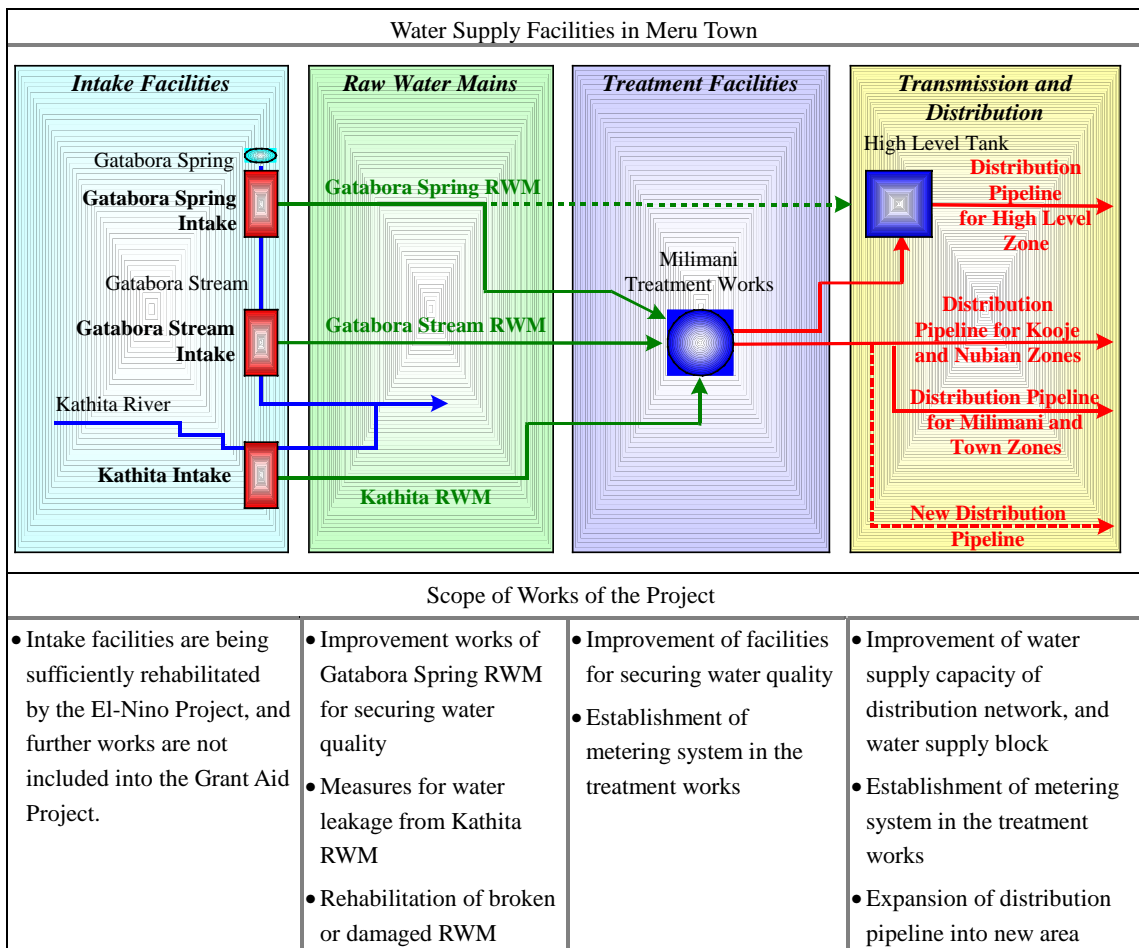 Water Supply Facilities in Meru Town
Intake Facilities
Raw Water Mains
Treatment Facilities
Transmission and
Distribution
Gatabora Spring
Gatabora Spring
Intake
Gatabora Stream
Gatabora Stream
Intake
Kathita River
Kathita Intake
Gatabora Spring RWM
Gatabora Stream RWM
Kathita RWM
Milimani
Treatment Works
High Level Tank
Distribution
Pipeline
for High Level
Zone
Distribution
Pipeline for Kooje
and Nubian Zones
Distribution Pipeline
for Milimani and
Town Zones
New Distribution
Pipeline
Scope of Works of the Project
• Intake facilities are being
sufficiently rehabilitated
by the El-Nino Project, and
further works are not
included into the Grant Aid
Project.
• Improvement works of
Gatabora Spring RWM
for securing water
quality
• Measures for water
leakage from Kathita
RWM
• Rehabilitation of broken
or damaged RWM
• Improvement of facilities
for securing water quality
• Establishment of
metering system in the
treatment works
• Improvement of water
supply capacity of
distribution network, and
water supply block
• Establishment of metering
system in the treatment
works
• Expansion of distribution
pipeline into new area